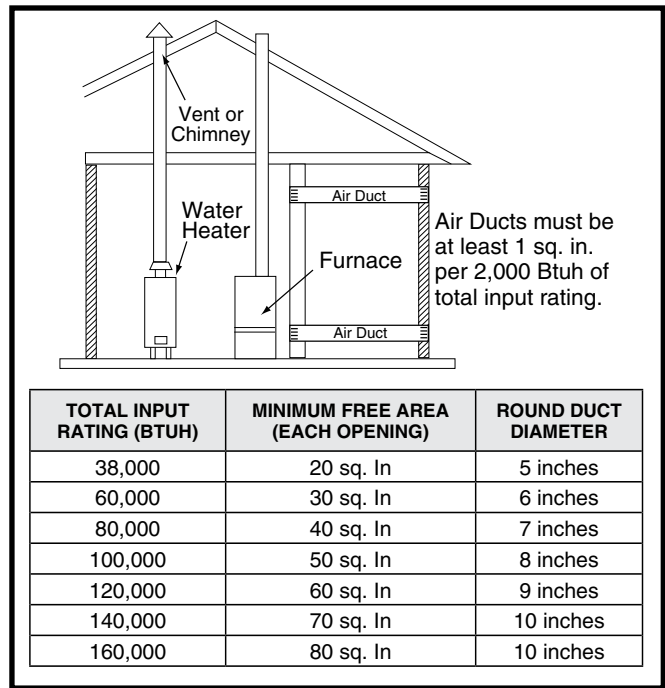 Vent or
Chimney
Air Duct
Water
Heater
Furnace
Air Ducts must be
at least 1 sq. in.
per 2,000 Btuh of
total input rating.
Air Duct
TOTAL INPUT RATING (BTUH) MINIMUM FREE AREA (EACH OPENING) ROUND DUCT DIAMETER
38,000 20 sq. In 5 inches
60,000 30 sq. In 6 inches
80,000 40 sq. In 7 inches
100,000 50 sq. In 8 inches
120,000 60 sq. In 9 inches
140,000 70 sq. In 10 inches
160,000 80 sq. In 10 inches